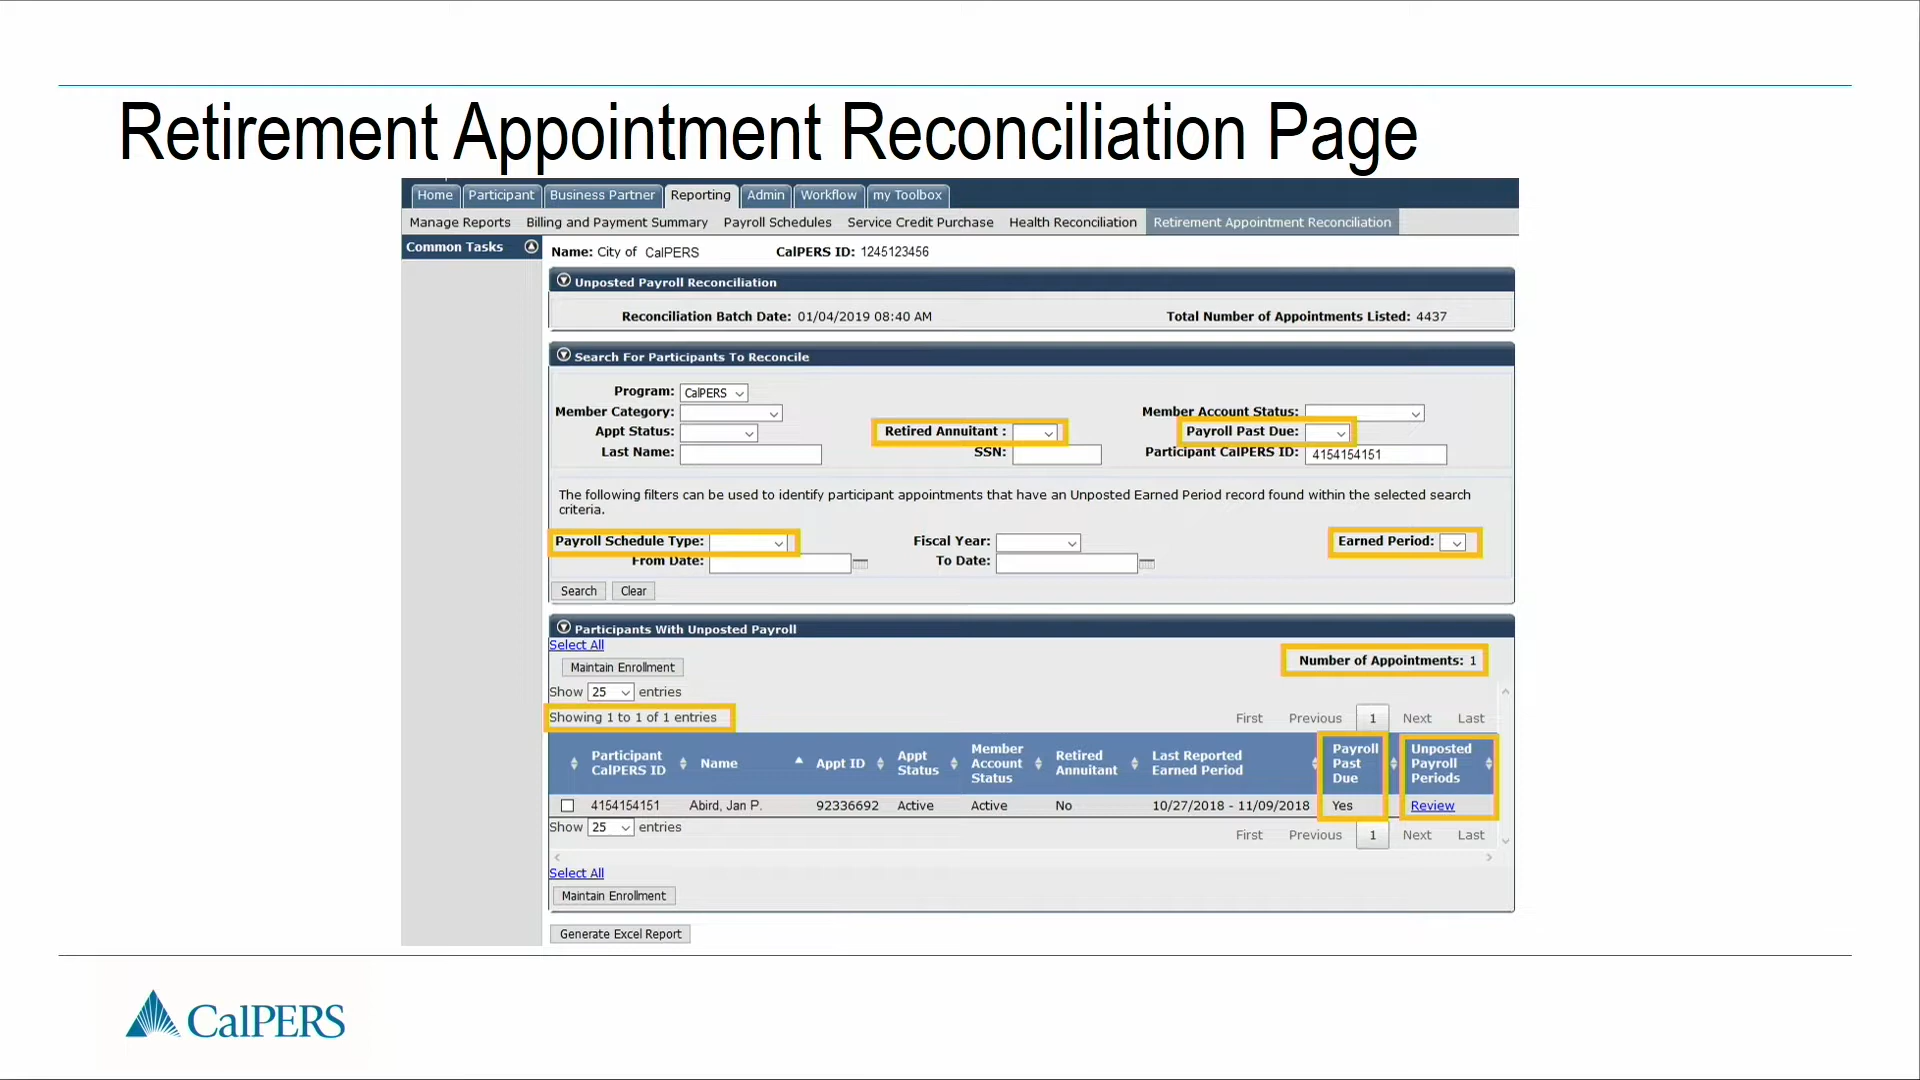 Retirement Appointment Reconciliation Page
Home Participant Business Partner Reporting Admin Workflow my Toolbox
Manage Reports Billing and Payment Summary Payroll Schedules Service Credit Purchase Health Reconciliation Retirement Appointment Reconciliation
Common Tasks
Name: City of CalPERS CalPERS ID: 1245123456
Unposted Payroll Reconciliation
Reconciliation Batch Date: 01/04/2019 08:40 AM Total Number of Appointments Listed: 4437
Search For Participants To Reconcile
Program: CalPERS
Member Category: Member Account Status:
Appt Status: Retired Annuitant : Payroll Past Due:
Last Name: SSN: Participant CalPERS ID: 4154154151
The following filters can be used to identify participant appointments that have an Unposted Earned Period record found within the selected search
criteria.
Payroll Schedule Type: Fiscal Year: Earned Period:
From Date: To Date:
Search Clear
Participants With Unposted Payroll
Select All
Maintain Enrollment Number of Appointments: 1
Show 25 entries
Showing 1 to 1 of 1 entries First Previous 1 Next Last
Participant CalPERS ID Name Appt ID Appt Status Member Account Status Retired Annuitant Last Reported Earned Period Payroll Past Due Unposted Payroll Periods
4154154151 Abird, Jan P. 92336692 Active Active No 10/27/2018 - 11/09/2018 Yes Review
Show 25 entries First Previous 1 Next Last
Select All
Maintain Enrollment
Generate Excel Report
CalPERS